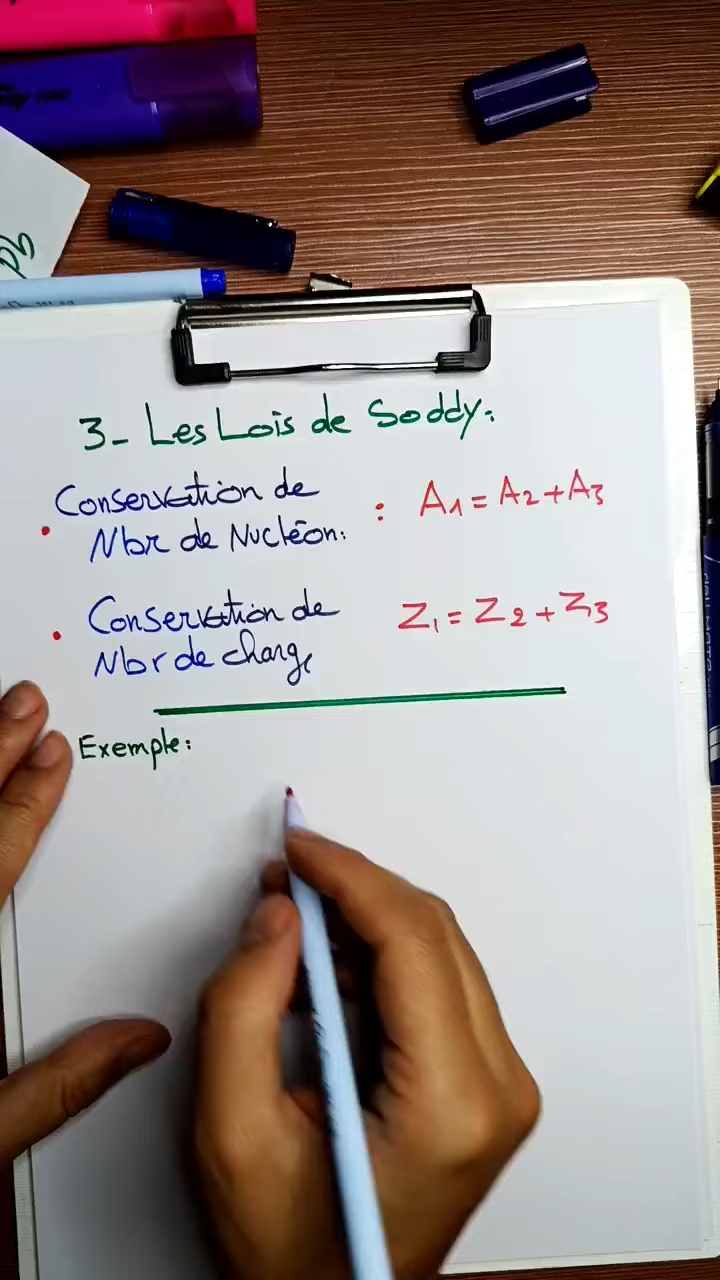 3- Les Lois de Soddy:
• Conservation de
Nbr de Nucléon: : A1 = A2 + A3
• Conservation de
Nbr de charge Z1 = Z2 + Z3
Exemple: